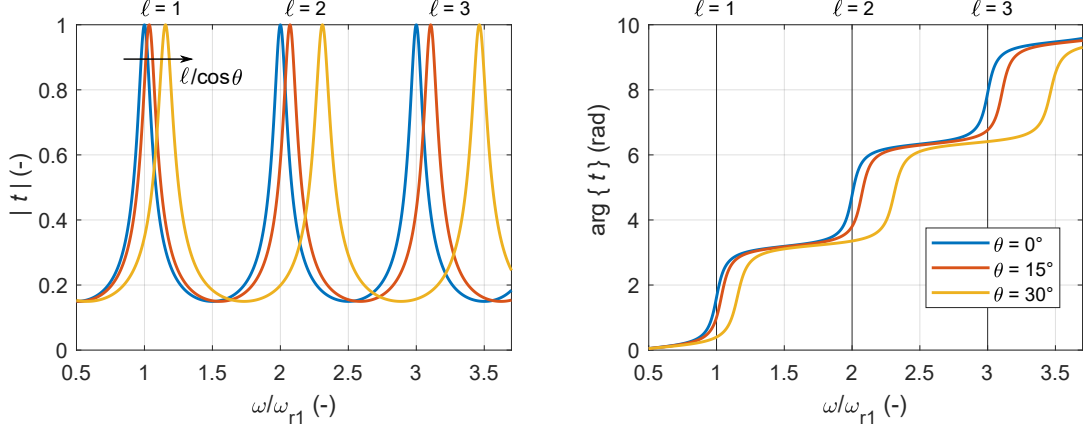 ℓ = 1 ℓ = 2 ℓ = 3
1
0.8
0.6
0.4
0.2
0
ℓ/cosθ
| t | (-)
0.5 1 1.5 2 2.5 3 3.5
ω/ω_r1 (-)
ℓ = 1 ℓ = 2 ℓ = 3
10
8
6
4
2
0
arg { t } (rad)
θ = 0°
θ = 15°
θ = 30°
0.5 1 1.5 2 2.5 3 3.5
ω/ω_r1 (-)